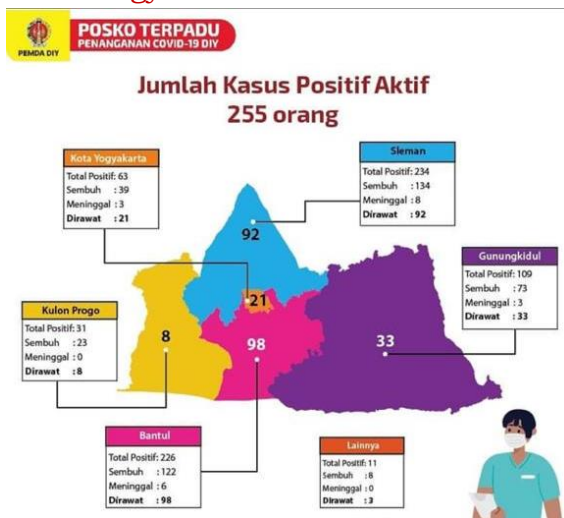 PEMDA DIY
POSKO TERPADU
PENANGANAN COVID-19 DIY
Jumlah Kasus Positif Aktif
255 orang
Kota Yogyakarta
Total Positif: 63
Sembuh : 39
Meninggal : 3
Dirawat : 21
Sleman
Total Positif: 234
Sembuh : 134
Meninggal : 8
Dirawat : 92
92
Gunungkidul
Total Positif: 109
Sembuh : 73
Meninggal : 3
Dirawat : 33
21
Kulon Progo
Total Positif: 31
Sembuh : 23
Meninggal : 0
Dirawat : 8
8
98
33
Bantul
Total Positif: 226
Sembuh : 122
Meninggal : 6
Dirawat : 98
Lainnya
Total Positif: 11
Sembuh : 8
Meninggal : 0
Dirawat : 3